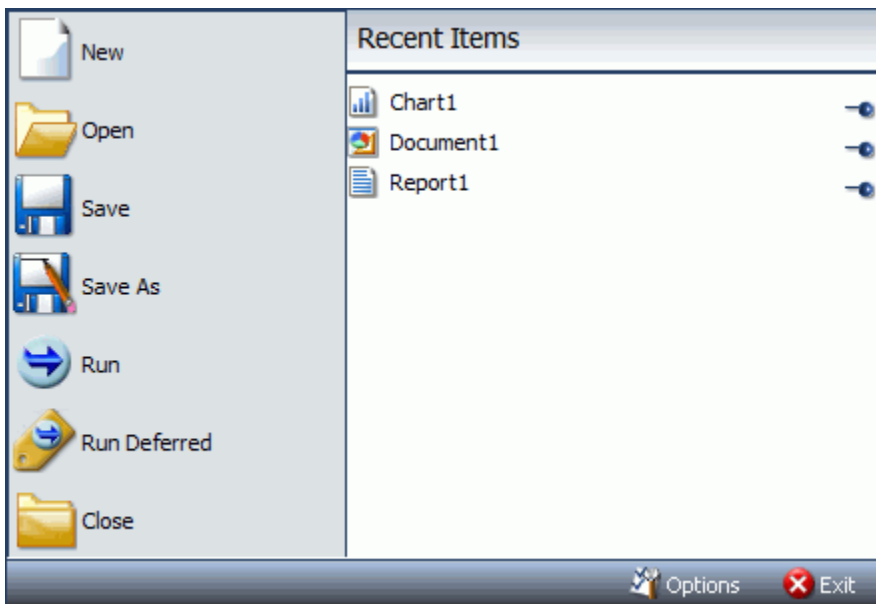 New
Open
Save
Save As
Run
Run Deferred
Close
Recent Items
Chart1
Document1
Report1
Options
Exit